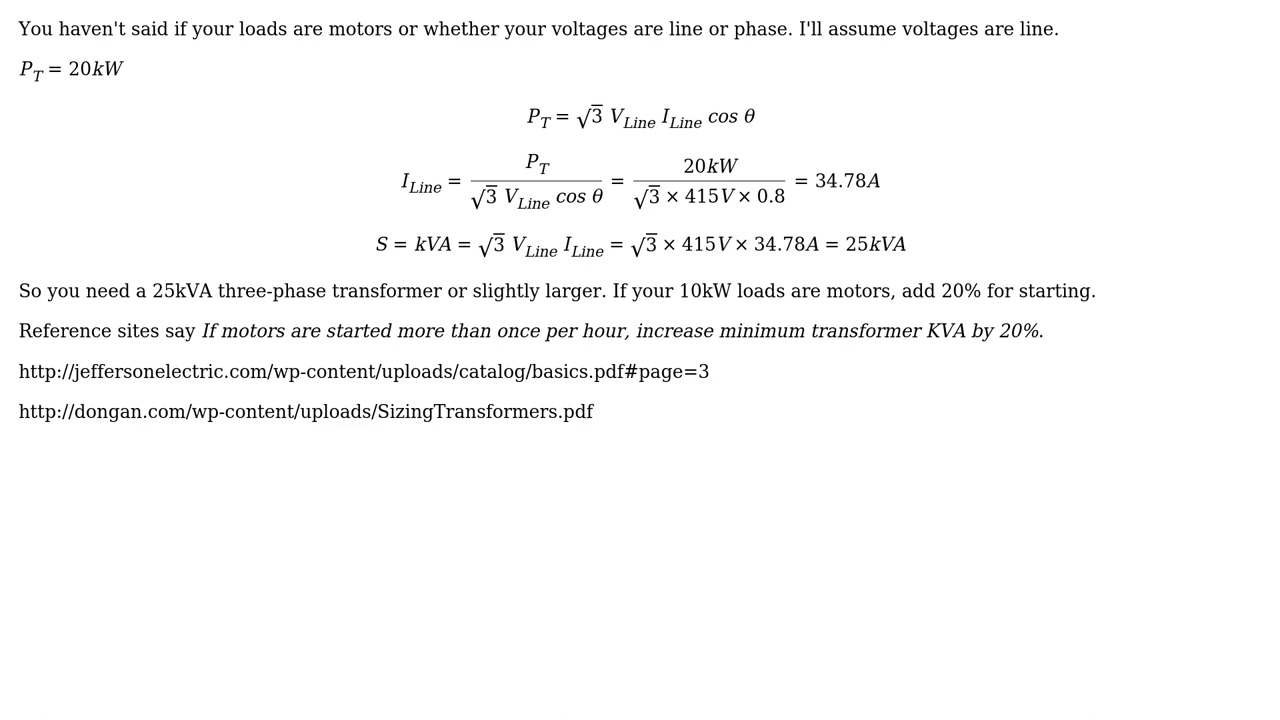 You haven't said if your loads are motors or whether your voltages are line or phase. I'll assume voltages are line.
P_T = 20kW
P_T = √3 V_Line I_Line cos θ
I_Line = P_T / (√3 V_Line cos θ) = 20kW / (√3 × 415V × 0.8) = 34.78A
S = kVA = √3 V_Line I_Line = √3 × 415V × 34.78A = 25kVA
So you need a 25kVA three-phase transformer or slightly larger. If your 10kW loads are motors, add 20% for starting.
Reference sites say If motors are started more than once per hour, increase minimum transformer KVA by 20%.
http://jeffersonelectric.com/wp-content/uploads/catalog/basics.pdf#page=3
http://dongan.com/wp-content/uploads/SizingTransformers.pdf